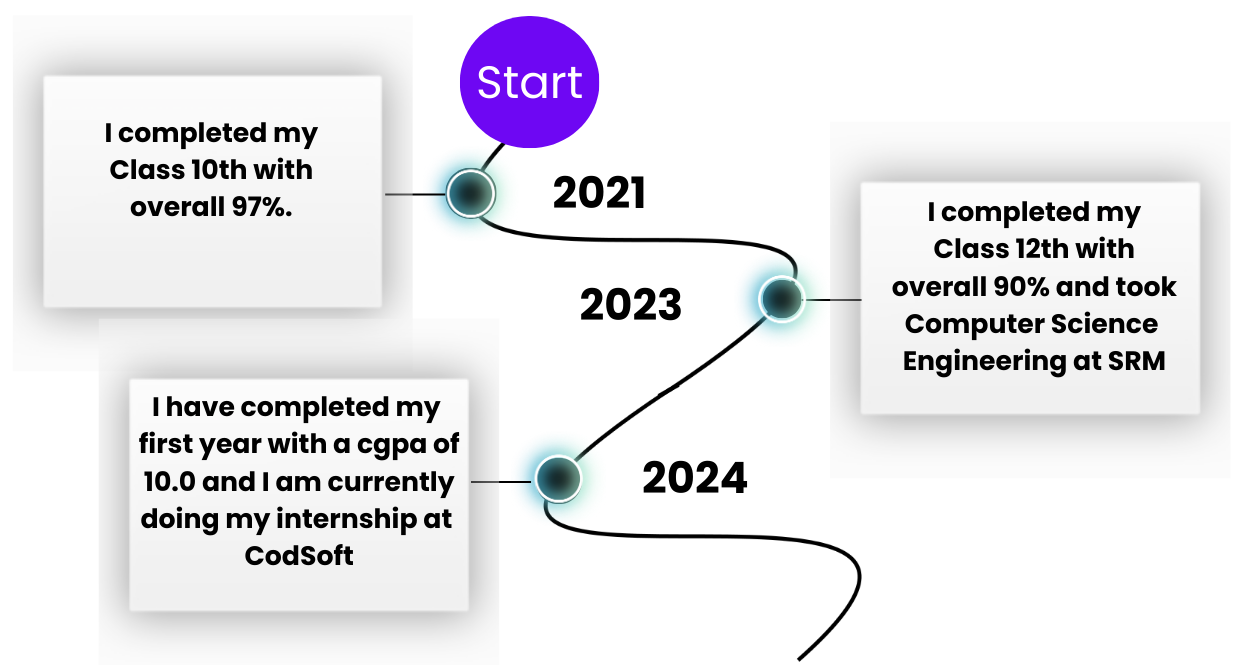 Start
I completed my
Class 10th with
overall 97%.
2021
I completed my
Class 12th with
overall 90% and took
Computer Science
Engineering at SRM
2023
I have completed my
first year with a cgpa of
10.0 and I am currently
doing my internship at
CodSoft
2024